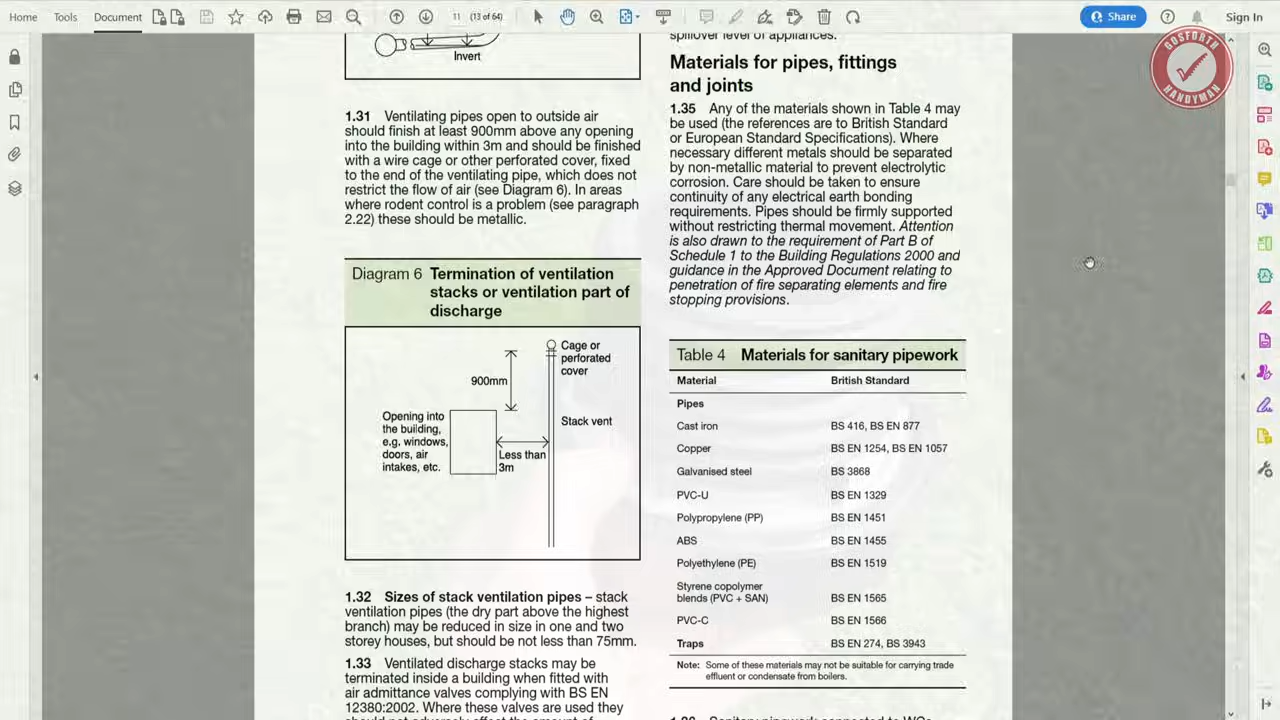 Home Tools Document 11 (13 of 64) Share Sign In
GOSFORTH
HANDYMAN
Invert
1.31 Ventilating pipes open to outside air
should finish at least 900mm above any opening
into the building within 3m and should be finished
with a wire cage or other perforated cover, fixed
to the end of the ventilating pipe, which does not
restrict the flow of air (see Diagram 6). In areas
where rodent control is a problem (see paragraph
2.22) these should be metallic.
Diagram 6 Termination of ventilation
stacks or ventilation part of
discharge
Cage or
perforated
cover
900mm
Opening into
the building,
e.g. windows,
doors, air
intakes, etc.
Stack vent
Less than
3m
1.32 Sizes of stack ventilation pipes – stack
ventilation pipes (the dry part above the highest
branch) may be reduced in size in one and two
storey houses, but should be not less than 75mm.
1.33 Ventilated discharge stacks may be
terminated inside a building when fitted with
air admittance valves complying with BS EN
12380:2002. Where these valves are used they
should not adversely affect the amount of
spillover level of appliances.
Materials for pipes, fittings
and joints
1.35 Any of the materials shown in Table 4 may
be used (the references are to British Standard
or European Standard Specifications). Where
necessary different metals should be separated
by non-metallic material to prevent electrolytic
corrosion. Care should be taken to ensure
continuity of any electrical earth bonding
requirements. Pipes should be firmly supported
without restricting thermal movement. Attention
is also drawn to the requirement of Part B of
Schedule 1 to the Building Regulations 2000 and
guidance in the Approved Document relating to
penetration of fire separating elements and fire
stopping provisions.
Table 4 Materials for sanitary pipework
Material British Standard
Pipes
Cast iron BS 416, BS EN 877
Copper BS EN 1254, BS EN 1057
Galvanised steel BS 3868
PVC-U BS EN 1329
Polypropylene (PP) BS EN 1451
ABS BS EN 1455
Polyethylene (PE) BS EN 1519
Styrene copolymer
blends (PVC + SAN) BS EN 1565
PVC-C BS EN 1566
Traps BS EN 274, BS 3943
Note: Some of these materials may not be suitable for carrying trade
effluent or condensate from boilers.
1.36 Sanitary pipework connected to WCs